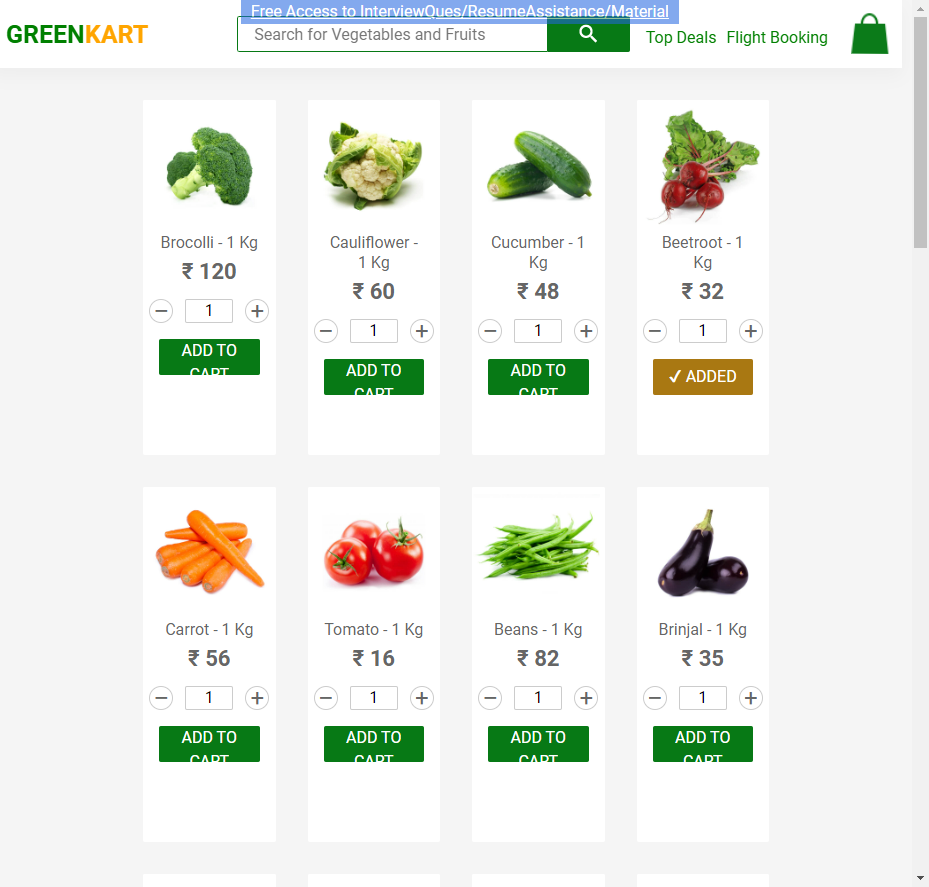 Free Access to InterviewQues/ResumeAssistance/Material
GREENKART
Search for Vegetables and Fruits
Top Deals Flight Booking
Brocolli - 1 Kg
₹ 120
1
ADD TO
CART
Cauliflower -
1 Kg
₹ 60
1
ADD TO
CART
Cucumber - 1
Kg
₹ 48
1
ADD TO
CART
Beetroot - 1
Kg
₹ 32
1
✓ ADDED
Carrot - 1 Kg
₹ 56
1
ADD TO
CART
Tomato - 1 Kg
₹ 16
1
ADD TO
CART
Beans - 1 Kg
₹ 82
1
ADD TO
CART
Brinjal - 1 Kg
₹ 35
1
ADD TO
CART